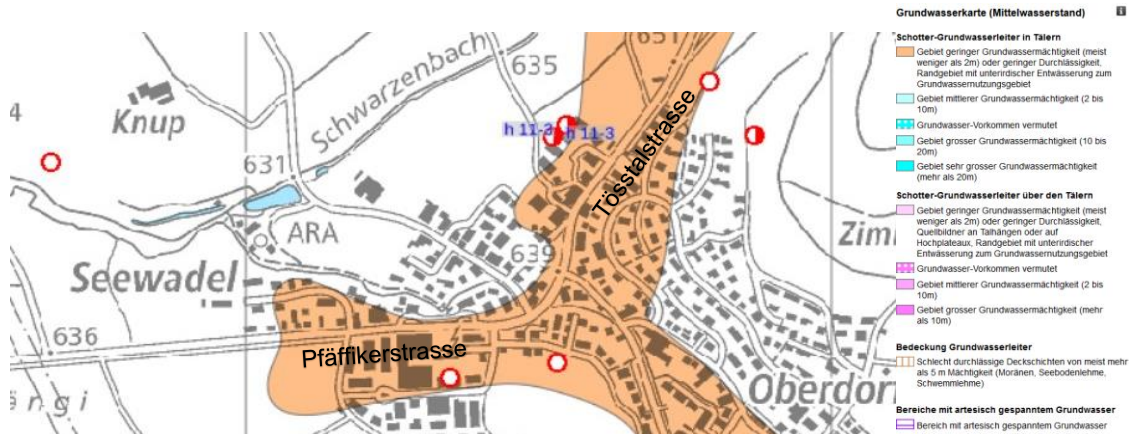 4
635
651
Knup
Schwarzenbach
h 11-3
h 11-3
Tösstalstrasse
631
ARA
639
Seewadel
636
Pfäffikerstrasse
ängi
Oberdorf
Grundwasserkarte (Mittelwasserstand)
Schotter-Grundwasserleiter in Tälern
Gebiet geringer Grundwassermächtigkeit (meist
weniger als 2m) oder geringer Durchlässigkeit,
Randgebiet mit unterirdischer Entwässerung zum
Grundwassernutzungsgebiet
Gebiet mittlerer Grundwassermächtigkeit (2 bis
10m)
Grundwasser-Vorkommen vermutet
Gebiet grosser Grundwassermächtigkeit (10 bis
20m)
Gebiet sehr grosser Grundwassermächtigkeit
(mehr als 20m)
Schotter-Grundwasserleiter über den Tälern
Gebiet geringer Grundwassermächtigkeit (meist
weniger als 2m) oder geringer Durchlässigkeit,
Quellbildner an Talhängen oder auf
Hochplateaux, Randgebiet mit unterirdischer
Entwässerung zum Grundwassernutzungsgebiet
Grundwasser-Vorkommen vermutet
Gebiet mittlerer Grundwassermächtigkeit (2 bis
10m)
Gebiet grosser Grundwassermächtigkeit (mehr
als 10m)
Bedeckung Grundwasserleiter
Schlecht durchlässige Deckschichten von meist mehr
als 5 m Mächtigkeit (Moränen, Seebodenlehme,
Schwemmlehme)
Bereiche mit artesisch gespanntem Grundwasser
Bereich mit artesisch gespanntem Grundwasser